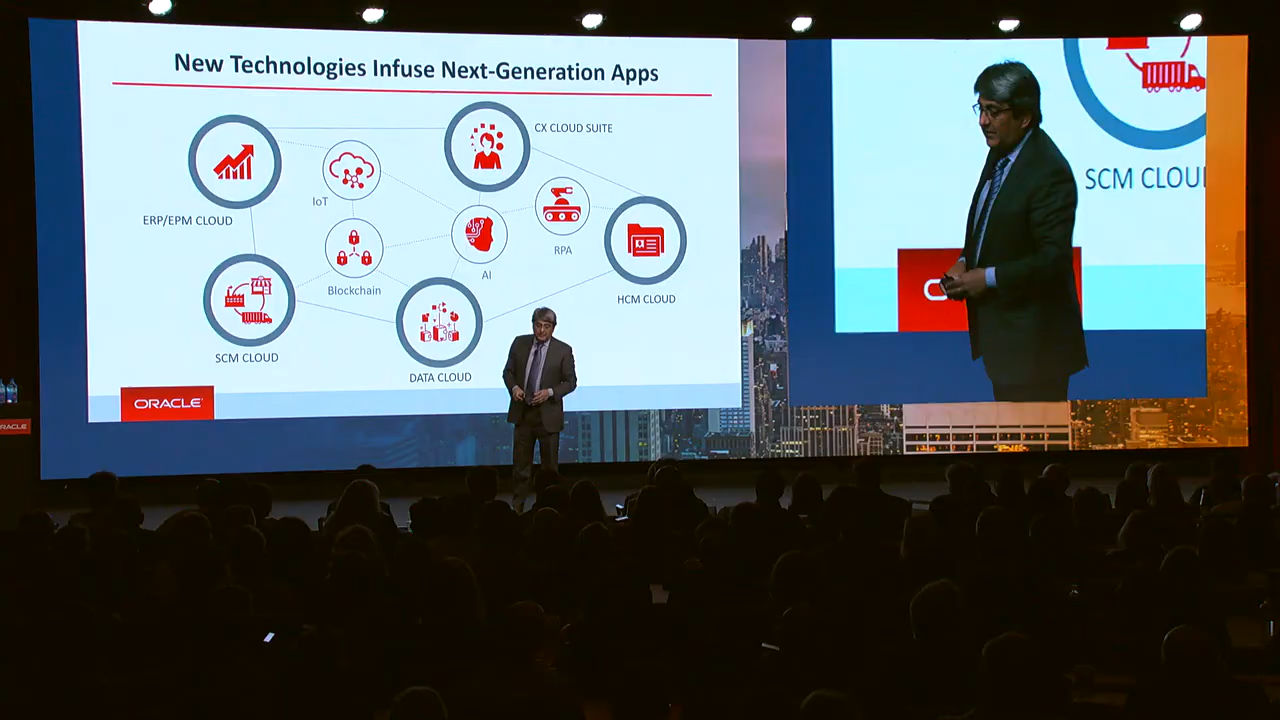 New Technologies Infuse Next-Generation Apps
CX CLOUD SUITE
IoT
ERP/EPM CLOUD
RPA
AI
Blockchain
HCM CLOUD
SCM CLOUD
DATA CLOUD
ORACLE
SCM CLOU
ORACLE